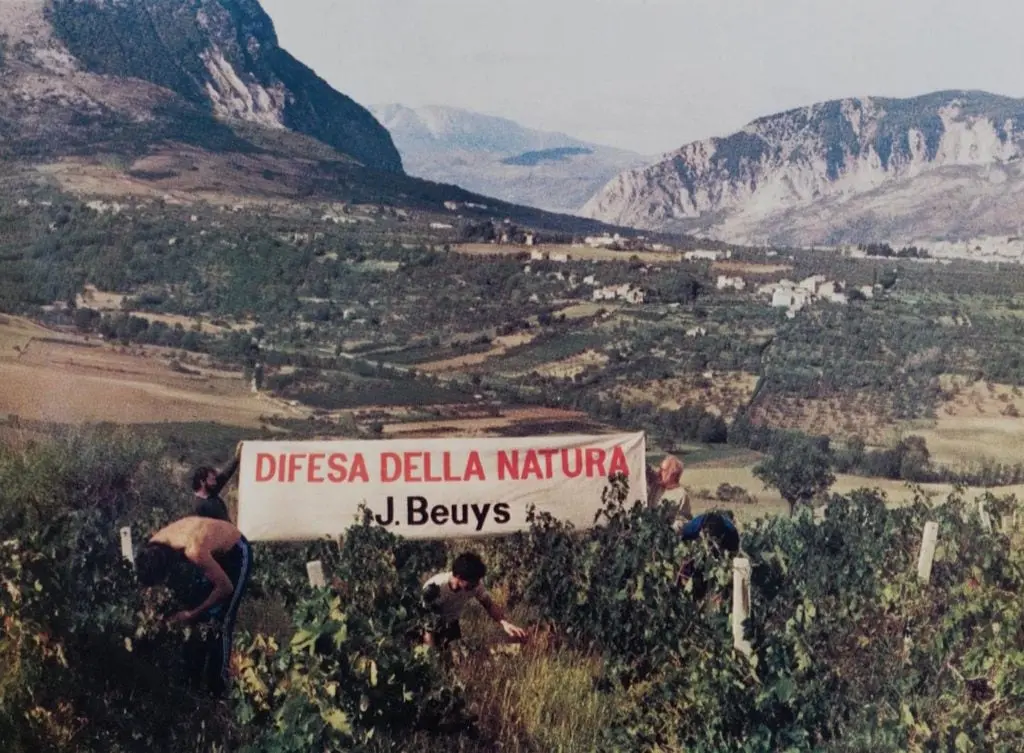 DIFESA DELLA NATURA
J. Beuys